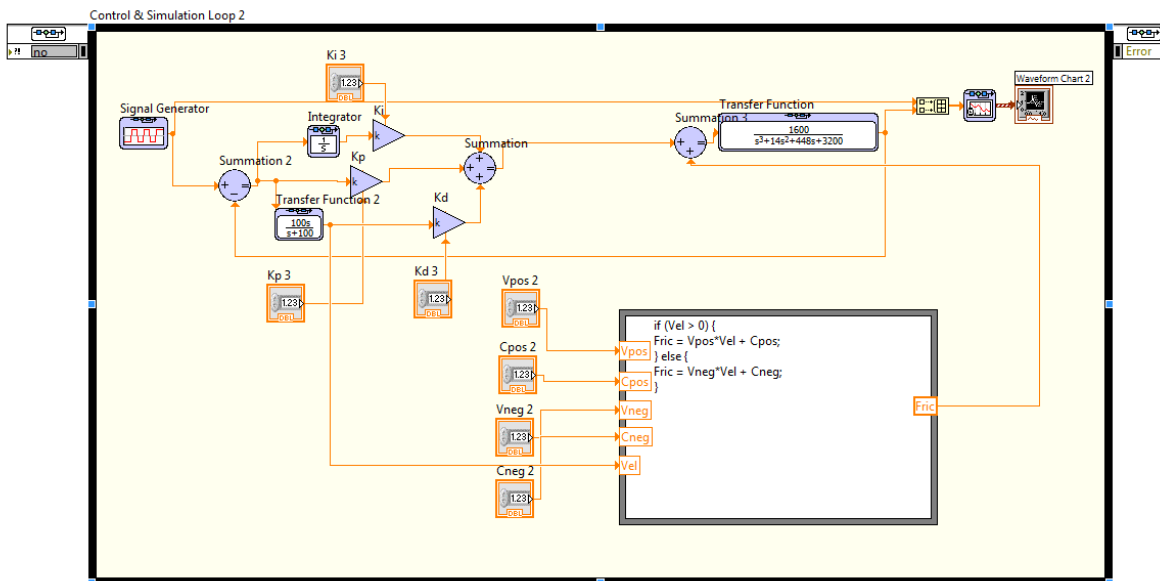 Control & Simulation Loop 2
?! no
Error
Ki 3
1.23
DBL
Signal Generator
Integrator
1
s
Ki
k
Summation 2
Kp
k
Summation
Transfer Function 2
100s
s+100
Kd
k
Summation 3
Transfer Function
1600
s³+14s²+448s+3200
Waveform Chart 2
Kp 3
1.23
DBL
Kd 3
1.23
DBL
Vpos 2
1.23
DBL
Cpos 2
1.23
DBL
Vneg 2
1.23
DBL
Cneg 2
1.23
DBL
Vpos
Cpos
Vneg
Cneg
Vel
if (Vel > 0) {
Fric = Vpos*Vel + Cpos;
} else {
Fric = Vneg*Vel + Cneg;
}
Fric